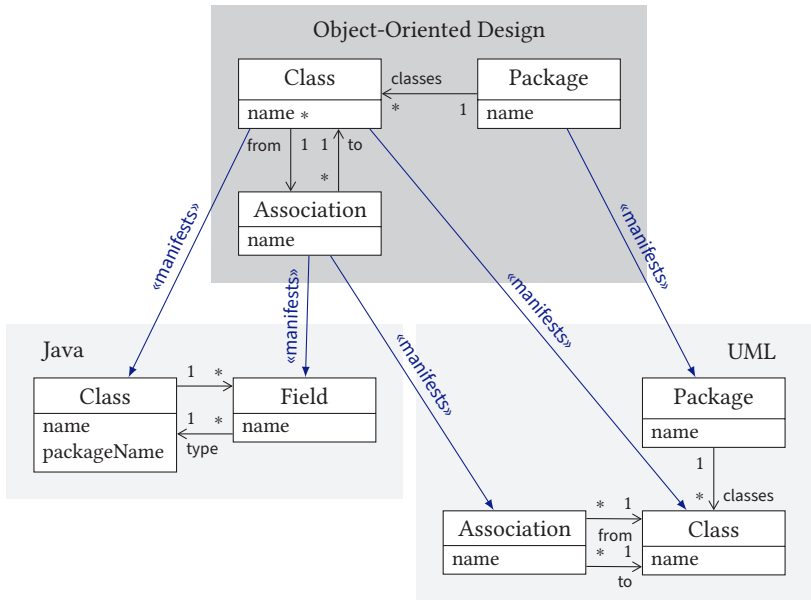 Object-Oriented Design
Class
classes
Package
name *
*
1
name
from
1
1
to
*
Association
name
«manifests»
«manifests»
«manifests»
«manifests»
«manifests»
Java
UML
Class
1
*
Field
Package
name
1
*
name
name
packageName
type
1
*
classes
Association
*
1
Class
from
name
*
1
name
to